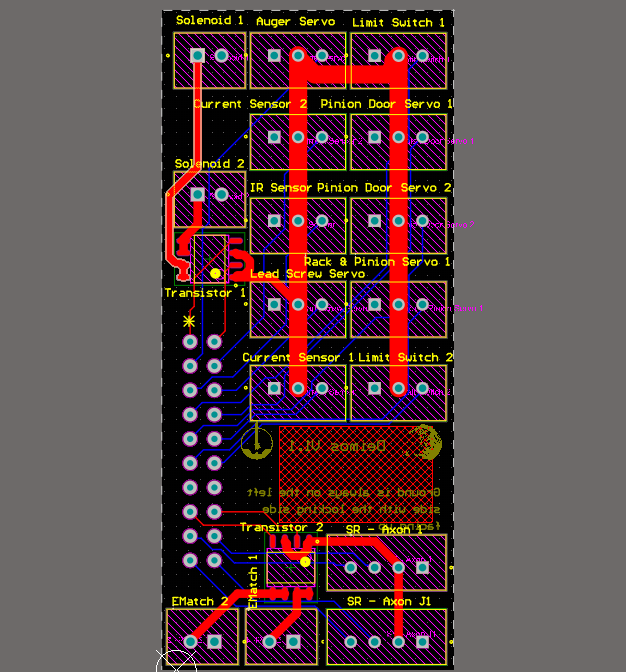 Solenoid 1 Auger Servo Limit Switch 1
Current Sensor 2 Pinion Door Servo 1
Solenoid 2
IR Sensor Pinion Door Servo 2
Rack & Pinion Servo 1
Lead Screw Servo
Transistor 1
Current Sensor 1 Limit Switch 2
Deimos V1.1
Ground is always on the left
side with the locking side
facing
Transistor 2
SR - Axon 1
EMatch 1
EMatch 2
SR - Axon J1